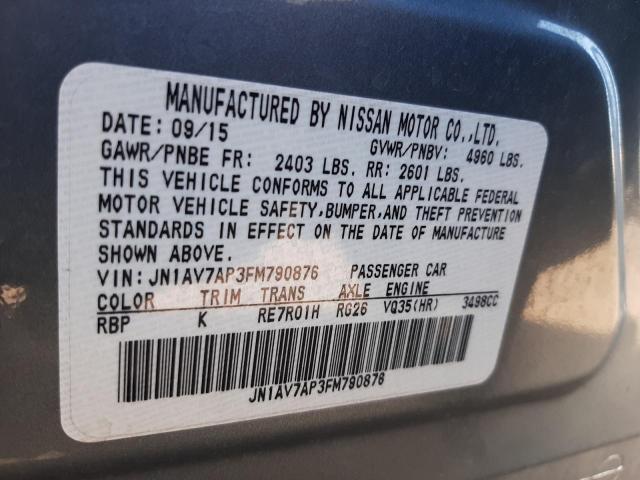 MANUFACTURED BY NISSAN MOTOR CO.,LTD.
DATE: 09/15 GVWR/PNBV: 4960 LBS.
GAWR/PNBE FR: 2403 LBS. RR: 2601 LBS.
THIS VEHICLE CONFORMS TO ALL APPLICABLE FEDERAL
MOTOR VEHICLE SAFETY,BUMPER,AND THEFT PREVENTION
STANDARDS IN EFFECT ON THE DATE OF MANUFACTURE
SHOWN ABOVE.
VIN: JN1AV7AP3FM790876 PASSENGER CAR
COLOR TRIM TRANS AXLE ENGINE
RBP K RE7R01H RG26 VQ35(HR) 3498CC
JN1AV7AP3FM790876